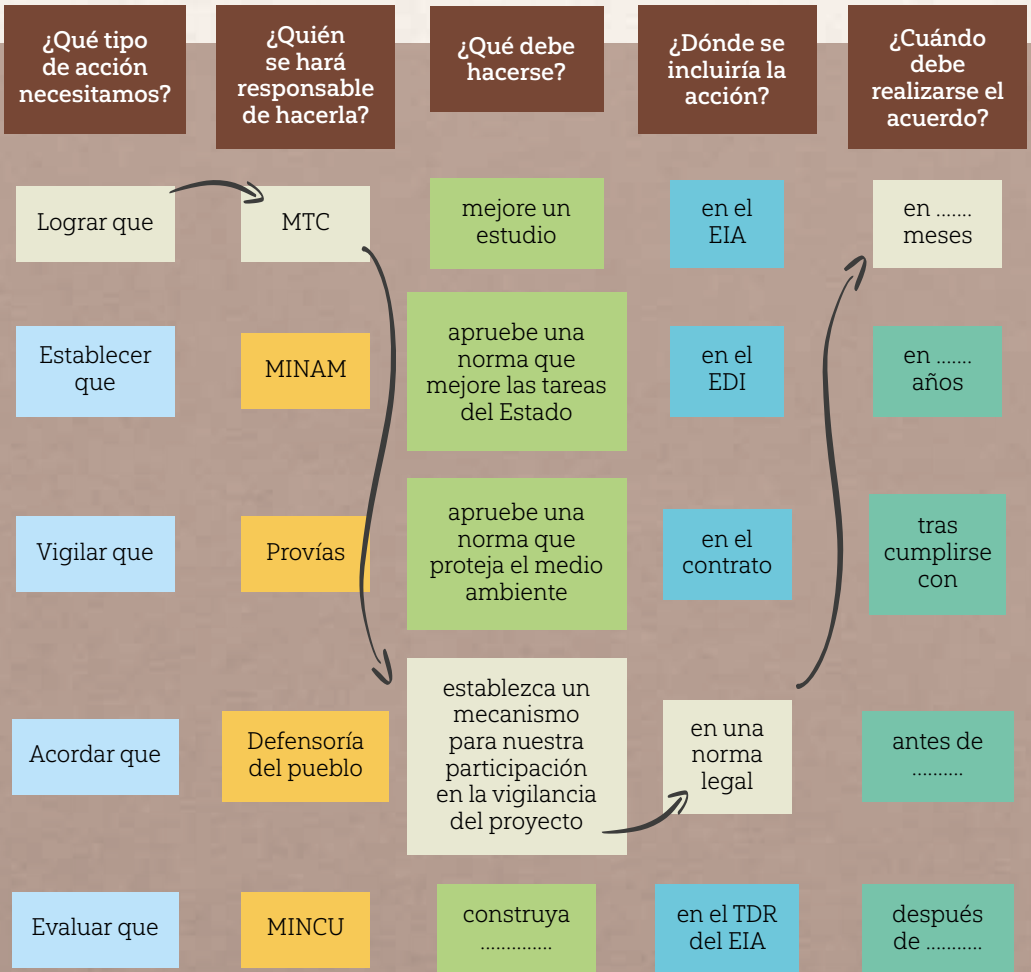 ¿Qué tipo
de acción
necesitamos?
¿Quién
se hará
responsable
de hacerla?
¿Qué debe
hacerse?
¿Dónde se
incluiría la
acción?
¿Cuándo
debe
realizarse el
acuerdo?
Lograr que
MTC
mejore un
estudio
en el
EIA
en .......
meses
Establecer
que
MINAM
apruebe una
norma que
mejore las tareas
del Estado
en el
EDI
en .......
años
Vigilar que
Provías
apruebe una
norma que
proteja el medio
ambiente
en el
contrato
tras
cumplirse
con
Acordar que
Defensoría
del pueblo
establezca un
mecanismo
para nuestra
participación
en la vigilancia
del proyecto
en una
norma
legal
antes de
..........
Evaluar que
MINCU
construya
..............
en el TDR
del EIA
después
de ...........